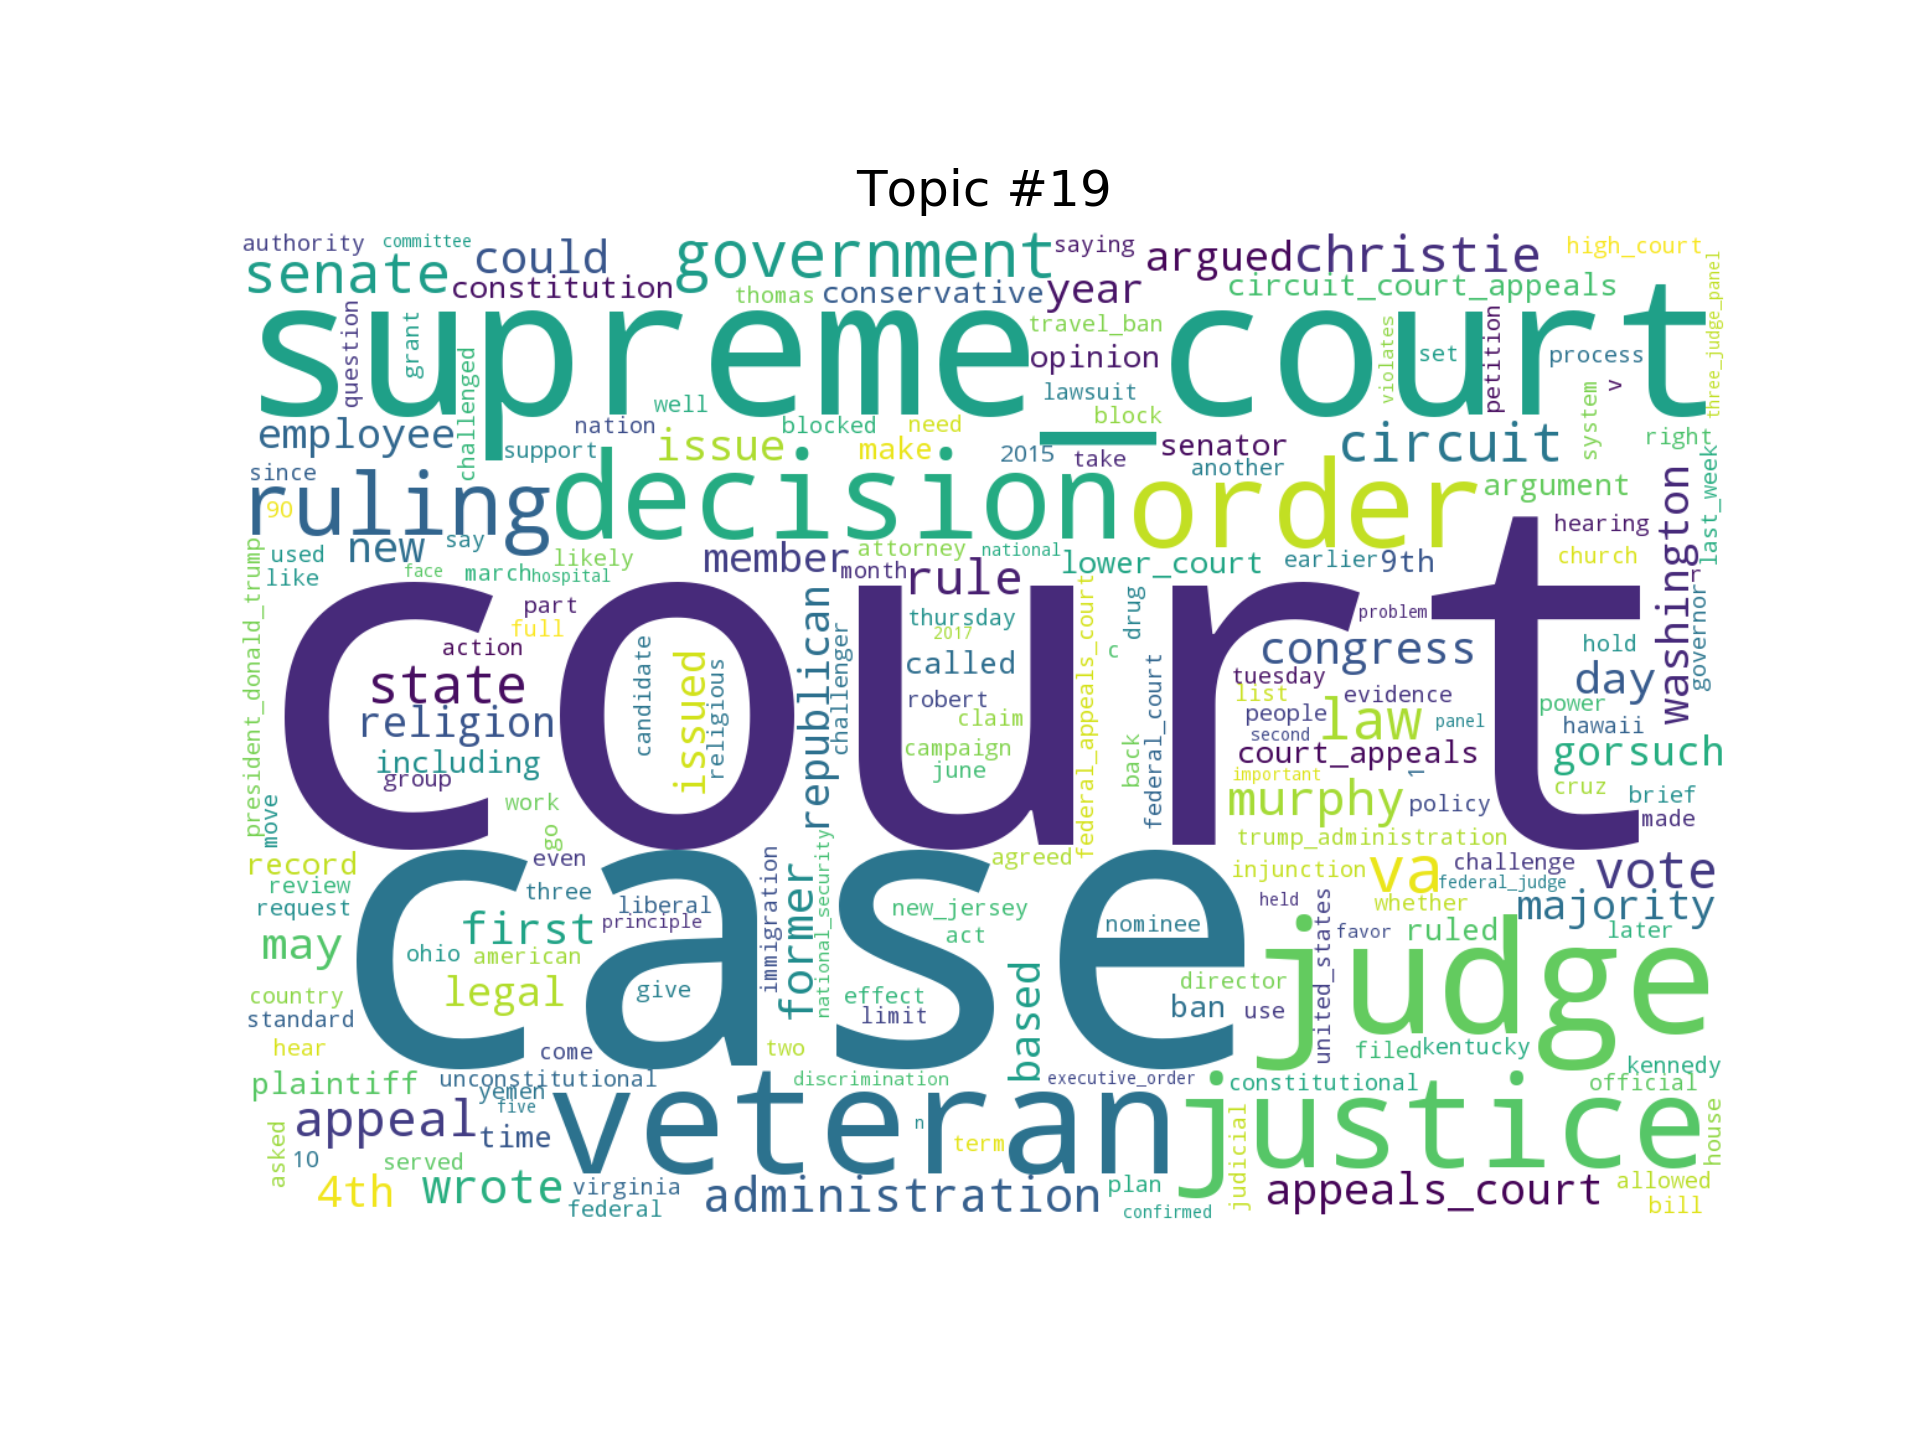 Topic #19
authority
committee
could
senate
government
saying
argued
christie
high_court
constitution
thomas
conservative
year
circuit_court_appeals
supreme_court
question
grant
challenged
travel_ban
opinion
lawsuit
block
violates
set
petition
process
v
system
three_judge_panel
employee
nation
well
blocked
need
support
issue
make
2015
take
senator
another
circuit
right
since
ruling
90
decision
order
argument
last_week
washington
hearing
used
new
say
like
face
march
hospital
likely
member
attorney
national
month
rule
lower_court
earlier
9th
church
r
governor
president_donald_trump
court
part
full
action
state
religion
including
group
candidate
issued
religious
republican
challenger
thursday
2017
called
robert
claim
campaign
june
federal_appeals_court
c
drug
back
federal_court
problem
congress
tuesday
list
evidence
people
law
second
panel
court_appeals
important
1
murphy
policy
hold
day
power
hawaii
gorsuch
cruz
brief
made
move
work
go
trump_administration
record
even
review
request
three
case
liberal
principle
first
may
ohio
american
legal
give
immigration
former
national_security
agreed
new_jersey
act
effect
limit
based
nominee
injunction
va
challenge
federal_judge
vote
held
whether
majority
united_states
favor
ruled
later
judge
director
ban
use
country
standard
hear
come
two
filed
kentucky
kennedy
plaintiff
unconstitutional
yemen
five
discrimination
executive_order
constitutional
official
veteran
justice
appeal
time
asked
10
served
n
term
judicial
house
4th
wrote
virginia
federal
administration
plan
confirmed
appeals_court
allowed
bill